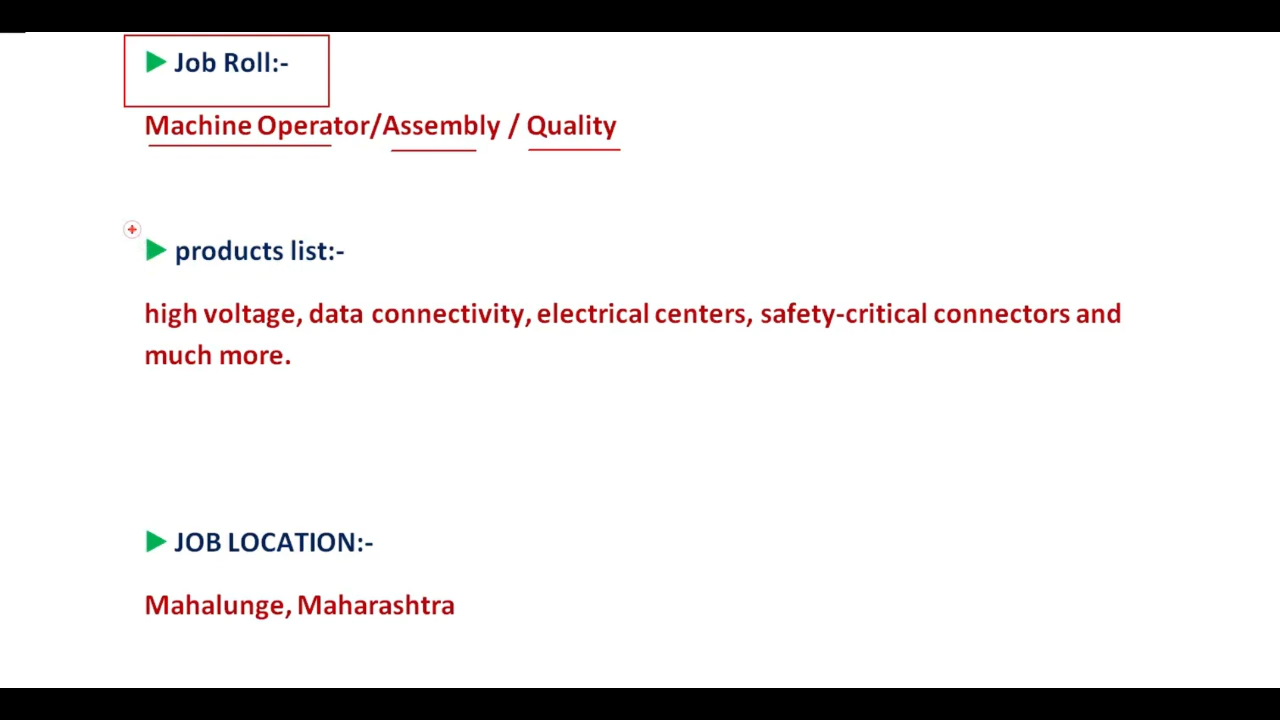 Job Roll:-
Machine Operator/Assembly / Quality
products list:-
high voltage, data connectivity, electrical centers, safety-critical connectors and
much more.
JOB LOCATION:-
Mahalunge, Maharashtra